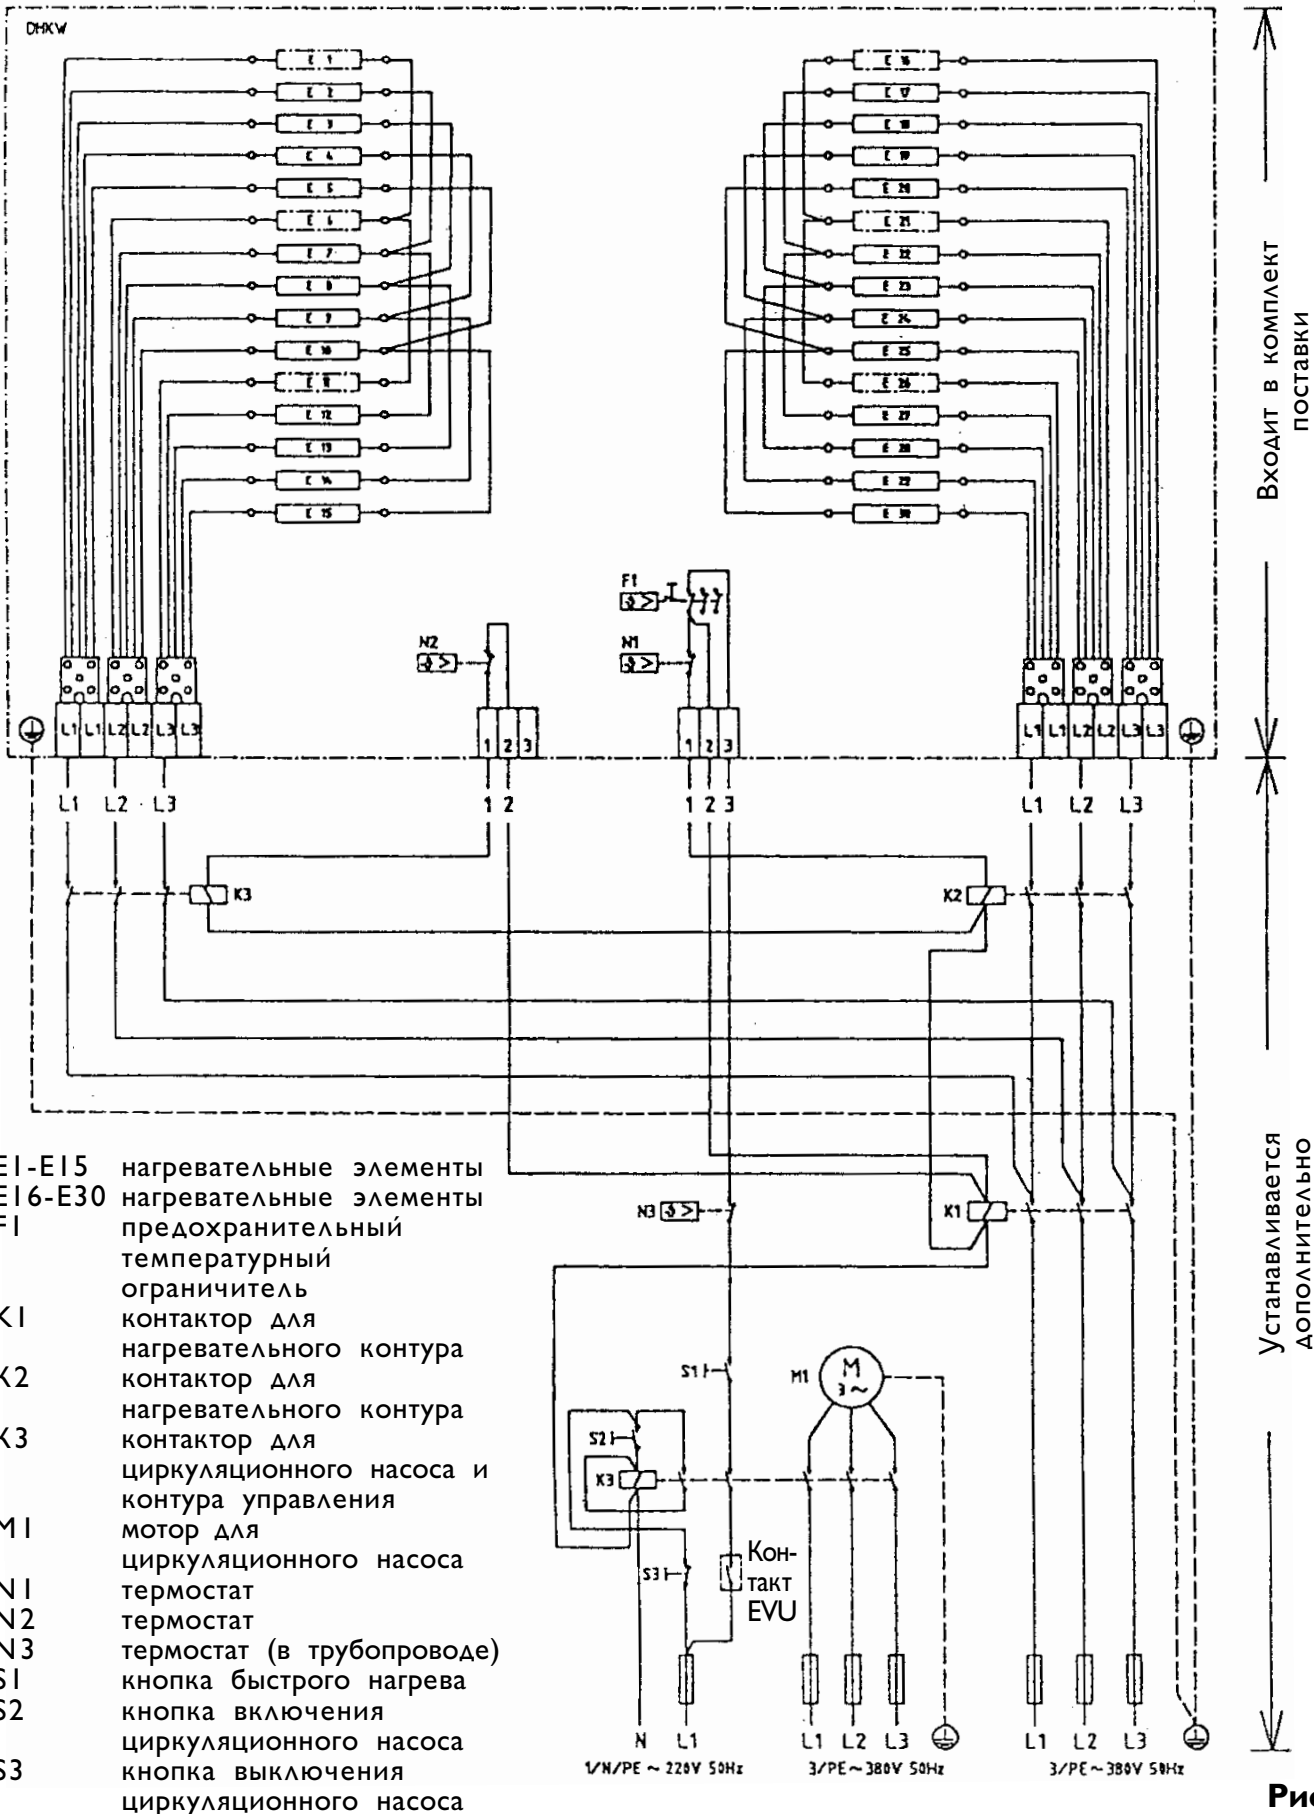 DHKW
E 1
E 2
E 3
E 4
E 5
E 6
E 7
E 8
E 9
E 10
E 11
E 12
E 13
E 14
E 15
E 16
E 17
E 18
E 19
E 20
E 21
E 22
E 23
E 24
E 25
E 26
E 27
E 28
E 29
E 30
Входит в комплект
поставки
F1
N2
N1
L1 L1 L2 L2 L3 L3
1 2 3
1 2 3
L1 L1 L2 L2 L3 L3
L1 L2 L3
1 2
1 2 3
L1 L2 L3
K3
K2
E1-E15 нагревательные элементы
E16-E30 нагревательные элементы
F1 предохранительный
температурный
ограничитель
K1 контактор для
нагревательного контура
K2 контактор для
нагревательного контура
K3 контактор для
циркуляционного насоса и
контура управления
M1 мотор для
циркуляционного насоса
N1 термостат
N2 термостат
N3 термостат (в трубопроводе)
S1 кнопка быстрого нагрева
S2 кнопка включения
циркуляционного насоса
S3 кнопка выключения
циркуляционного насоса
N3
K1
S1
M1
M
3 ~
S2
K3
S3
Кон-
такт
EVU
N L1
L1 L2 L3
L1 L2 L3
1/N/PE ~ 220V 50Hz
3/PE ~ 380V 50Hz
3/PE ~ 380V 50Hz
Устанавливается
дополнительно
Рис